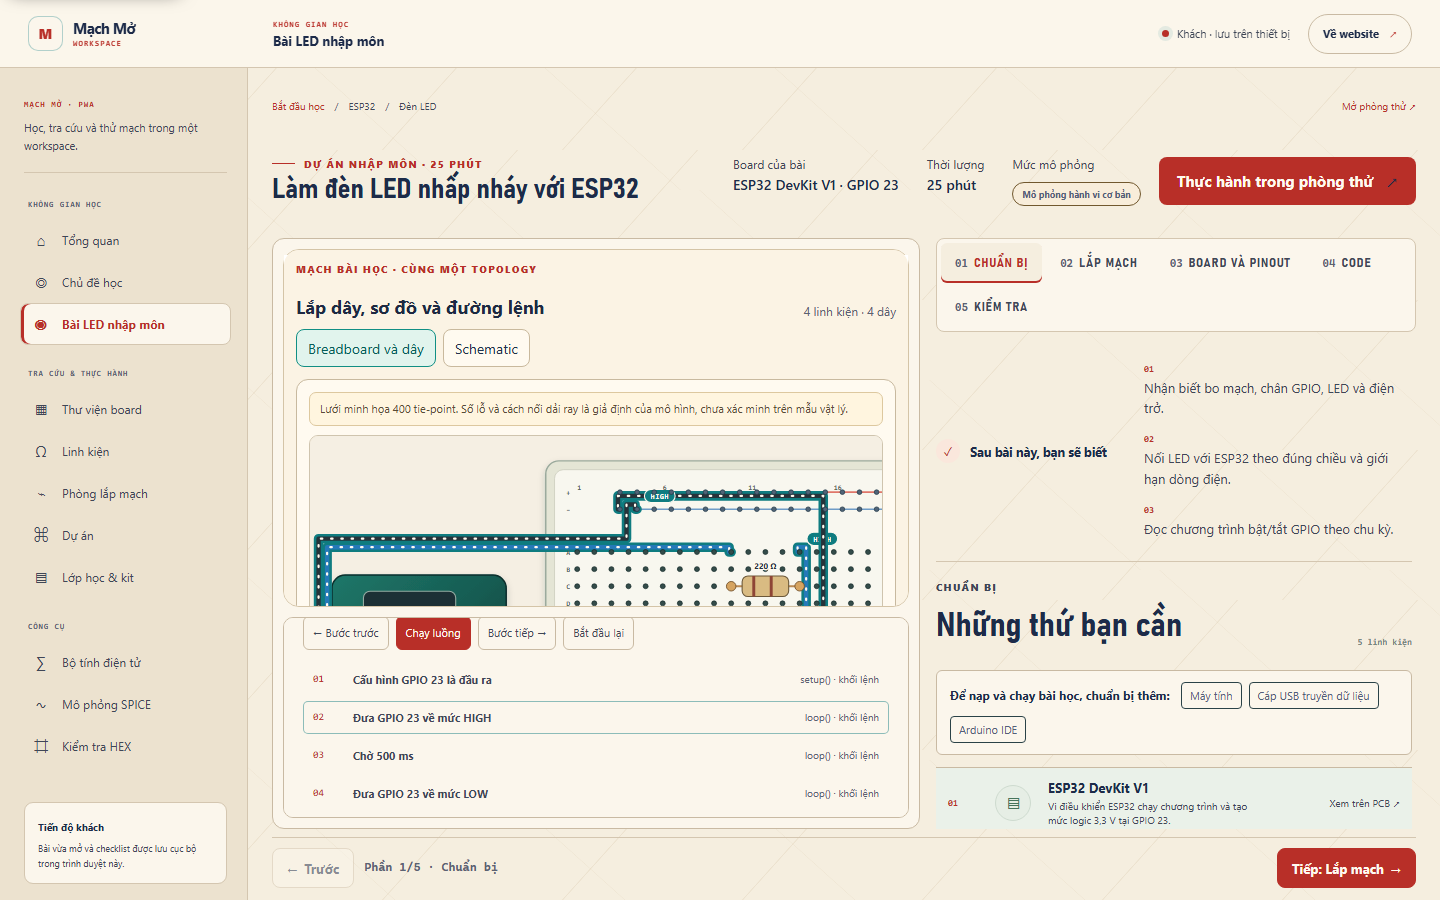 M
Mạch Mở
WORKSPACE
KHÔNG GIAN HỌC
Bài LED nhập môn
Khách · lưu trên thiết bị
Về website ↗
MẠCH MỞ · PWA
Học, tra cứu và thử mạch trong một
workspace.
KHÔNG GIAN HỌC
Tổng quan
Chủ đề học
Bài LED nhập môn
TRA CỨU & THỰC HÀNH
Thư viện board
Linh kiện
Phòng lắp mạch
Dự án
Lớp học & kit
CÔNG CỤ
Bộ tính điện tử
Mô phỏng SPICE
Kiểm tra HEX
Tiến độ khách
Bài vừa mở và checklist được lưu cục bộ
trong trình duyệt này.
Bắt đầu học / ESP32 / Đèn LED
Mở phòng thử ↗
DỰ ÁN NHẬP MÔN · 25 PHÚT
Làm đèn LED nhấp nháy với ESP32
Board của bài
ESP32 DevKit V1 · GPIO 23
Thời lượng
25 phút
Mức mô phỏng
Mô phỏng hành vi cơ bản
Thực hành trong phòng thử ↗
MẠCH BÀI HỌC · CÙNG MỘT TOPOLOGY
Lắp dây, sơ đồ và đường lệnh
4 linh kiện · 4 dây
Breadboard và dây
Schematic
Lưới minh họa 400 tie-point. Số lỗ và cách nối dải ray là giả định của mô hình, chưa xác minh trên mẫu vật lý.
+ 1 6 11 16
HIGH
−
A
B
220 Ω
C
D
← Bước trước
Chạy luồng
Bước tiếp →
Bắt đầu lại
01 Cấu hình GPIO 23 là đầu ra setup() · khối lệnh
02 Đưa GPIO 23 về mức HIGH loop() · khối lệnh
03 Chờ 500 ms loop() · khối lệnh
04 Đưa GPIO 23 về mức LOW loop() · khối lệnh
01 CHUẨN BỊ
02 LẮP MẠCH
03 BOARD VÀ PINOUT
04 CODE
05 KIỂM TRA
✓ Sau bài này, bạn sẽ biết
01
Nhận biết bo mạch, chân GPIO, LED và điện
trở.
02
Nối LED với ESP32 theo đúng chiều và giới
hạn dòng điện.
03
Đọc chương trình bật/tắt GPIO theo chu kỳ.
CHUẨN BỊ
Những thứ bạn cần
5 linh kiện
Để nạp và chạy bài học, chuẩn bị thêm:
Máy tính
Cáp USB truyền dữ liệu
Arduino IDE
01
ESP32 DevKit V1
Vi điều khiển ESP32 chạy chương trình và tạo
mức logic 3,3 V tại GPIO 23.
Xem trên PCB ↗
← Trước
Phần 1/5 · Chuẩn bị
Tiếp: Lắp mạch →